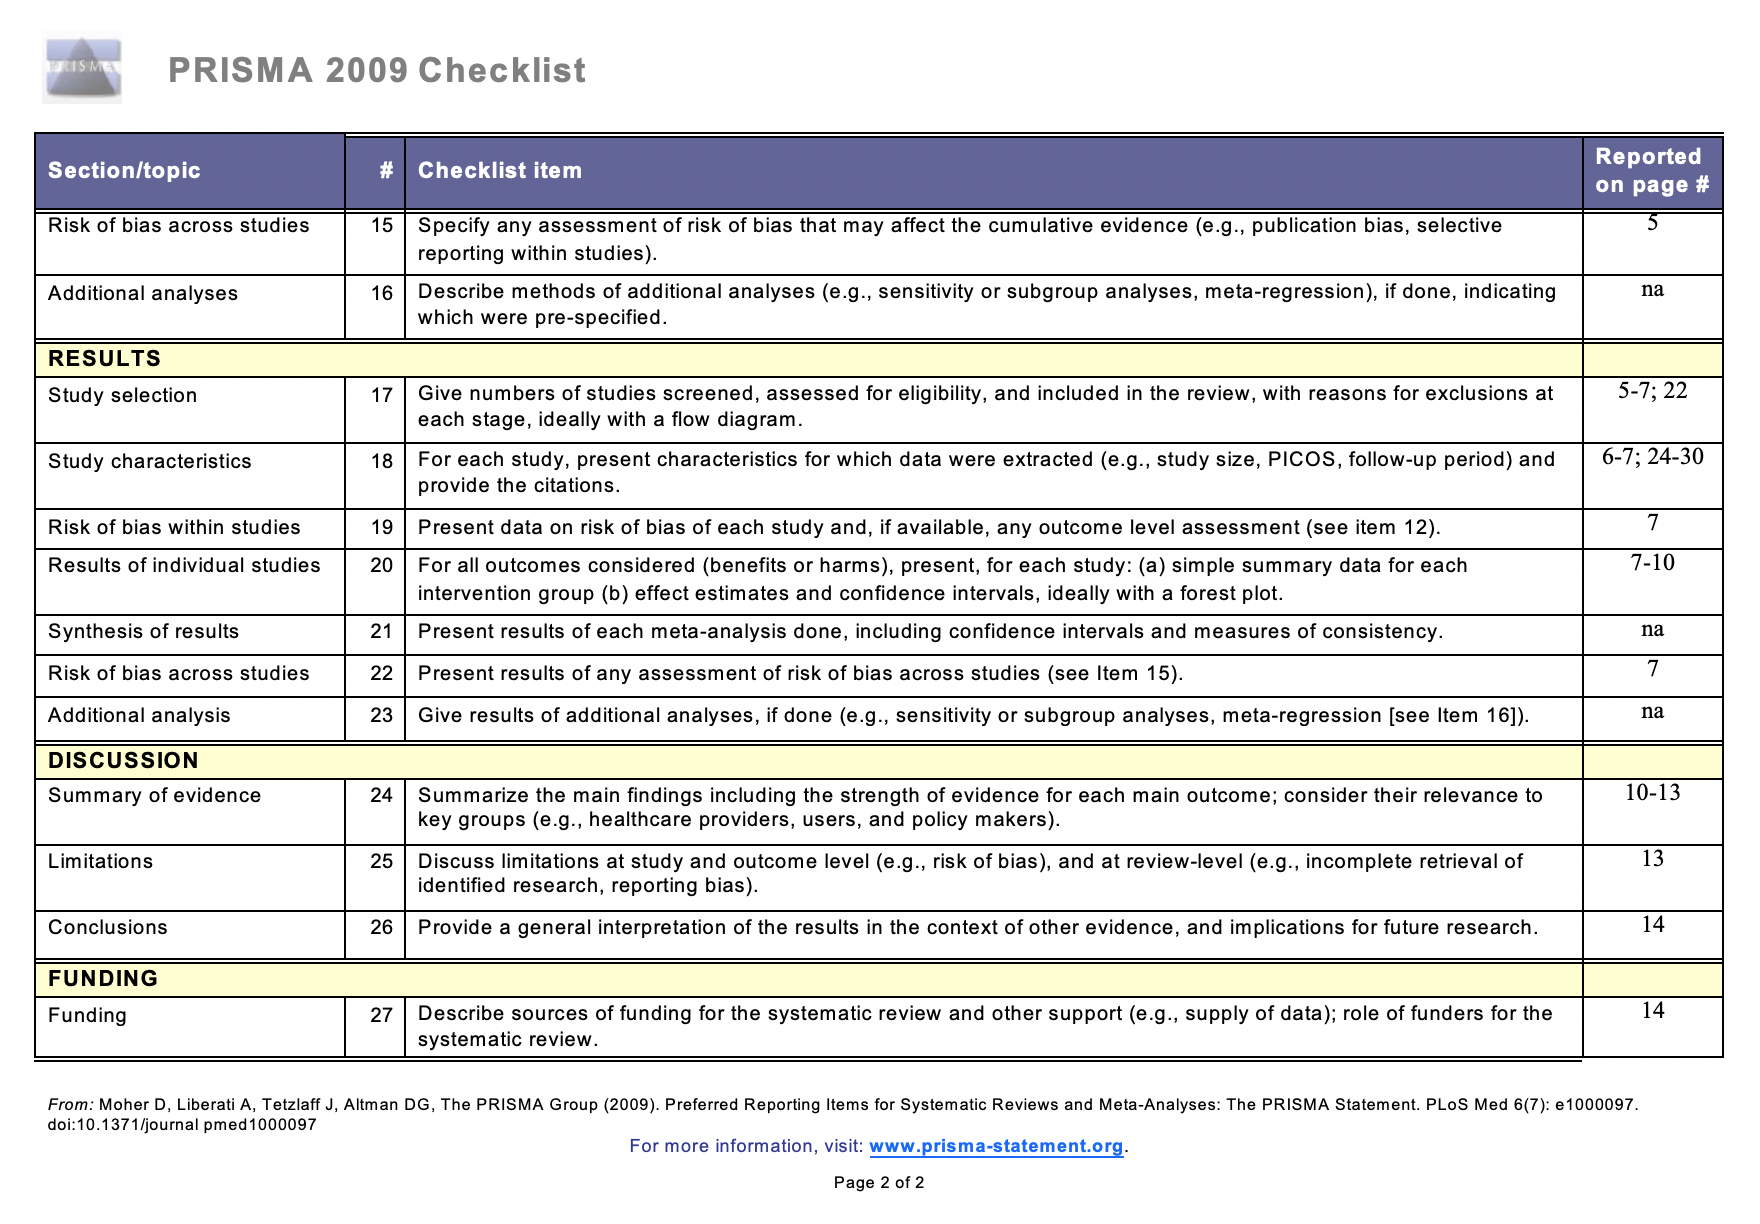 PRISMA
PRISMA 2009 Checklist
Section/topic # Checklist item Reported on page #
Risk of bias across studies 15 Specify any assessment of risk of bias that may affect the cumulative evidence (e.g., publication bias, selective 5
reporting within studies).
Additional analyses 16 Describe methods of additional analyses (e.g., sensitivity or subgroup analyses, meta-regression), if done, indicating na
which were pre-specified.
RESULTS
Study selection 17 Give numbers of studies screened, assessed for eligibility, and included in the review, with reasons for exclusions at 5-7; 22
each stage, ideally with a flow diagram.
Study characteristics 18 For each study, present characteristics for which data were extracted (e.g., study size, PICOS, follow-up period) and 6-7; 24-30
provide the citations.
Risk of bias within studies 19 Present data on risk of bias of each study and, if available, any outcome level assessment (see item 12). 7
Results of individual studies 20 For all outcomes considered (benefits or harms), present, for each study: (a) simple summary data for each 7-10
intervention group (b) effect estimates and confidence intervals, ideally with a forest plot.
Synthesis of results 21 Present results of each meta-analysis done, including confidence intervals and measures of consistency. na
Risk of bias across studies 22 Present results of any assessment of risk of bias across studies (see Item 15). 7
Additional analysis 23 Give results of additional analyses, if done (e.g., sensitivity or subgroup analyses, meta-regression [see Item 16]). na
DISCUSSION
Summary of evidence 24 Summarize the main findings including the strength of evidence for each main outcome; consider their relevance to 10-13
key groups (e.g., healthcare providers, users, and policy makers).
Limitations 25 Discuss limitations at study and outcome level (e.g., risk of bias), and at review-level (e.g., incomplete retrieval of 13
identified research, reporting bias).
Conclusions 26 Provide a general interpretation of the results in the context of other evidence, and implications for future research. 14
FUNDING
Funding 27 Describe sources of funding for the systematic review and other support (e.g., supply of data); role of funders for the 14
systematic review.
From: Moher D, Liberati A, Tetzlaff J, Altman DG, The PRISMA Group (2009). Preferred Reporting Items for Systematic Reviews and Meta-Analyses: The PRISMA Statement. PLoS Med 6(7): e1000097.
doi:10.1371/journal pmed1000097
For more information, visit: www.prisma-statement.org.
Page 2 of 2